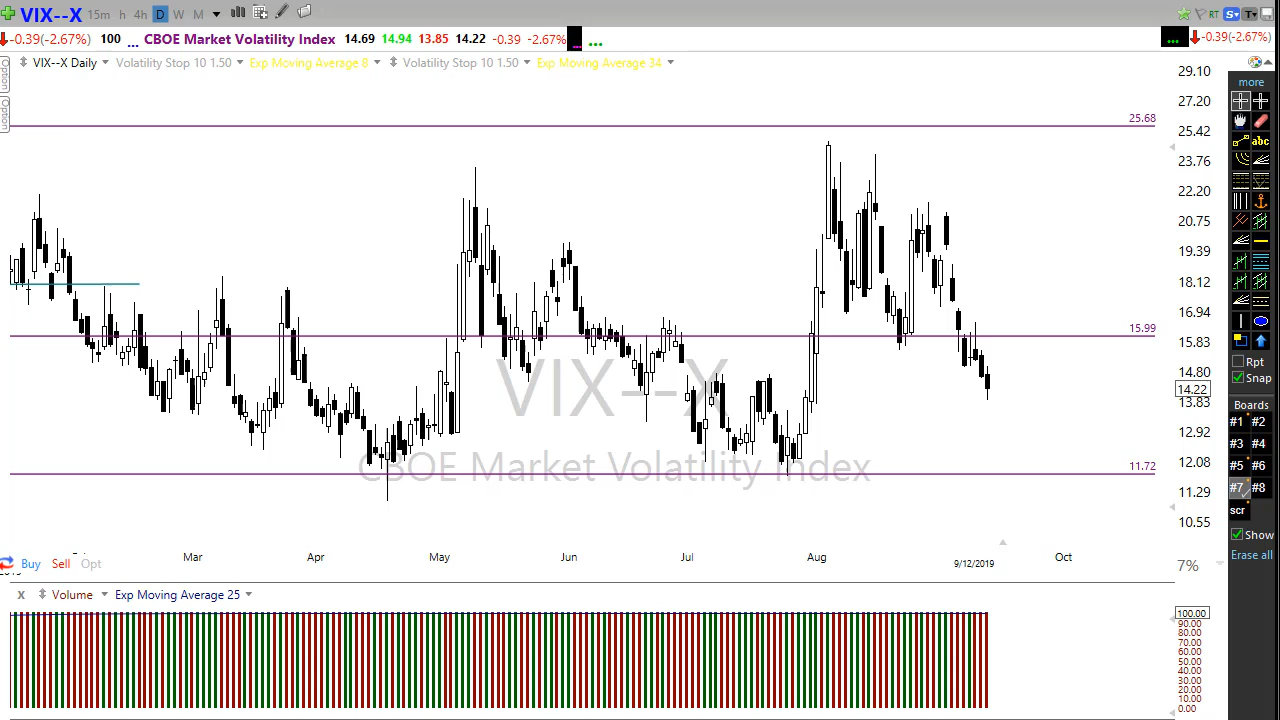 VIX--X 15m h 4h D W M RT S T
-0.39(-2.67%) 100 ... CBOE Market Volatility Index 14.69 14.94 13.85 14.22 -0.39 -2.67% ... ... ... -0.39(-2.67%)
VIX--X Daily Volatility Stop 10 1.50 Exp Moving Average 8 Volatility Stop 10 1.50 Exp Moving Average 34
Option
Option
29.10
27.20
25.68
25.42
23.76
22.20
20.75
19.39
18.12
16.94
15.99
15.83
14.80
14.22
13.83
12.92
12.08
11.72
11.29
10.55
VIX--X
CBOE Market Volatility Index
Mar Apr May Jun Jul Aug Oct
9/12/2019
Buy Sell Opt
7%
X Volume Exp Moving Average 25
100.00
90.00
80.00
70.00
60.00
50.00
40.00
30.00
20.00
10.00
0.00
more
abc
Rpt
Snap
Boards
#1 #2
#3 #4
#5 #6
#7 #8
scr
Show
Erase all